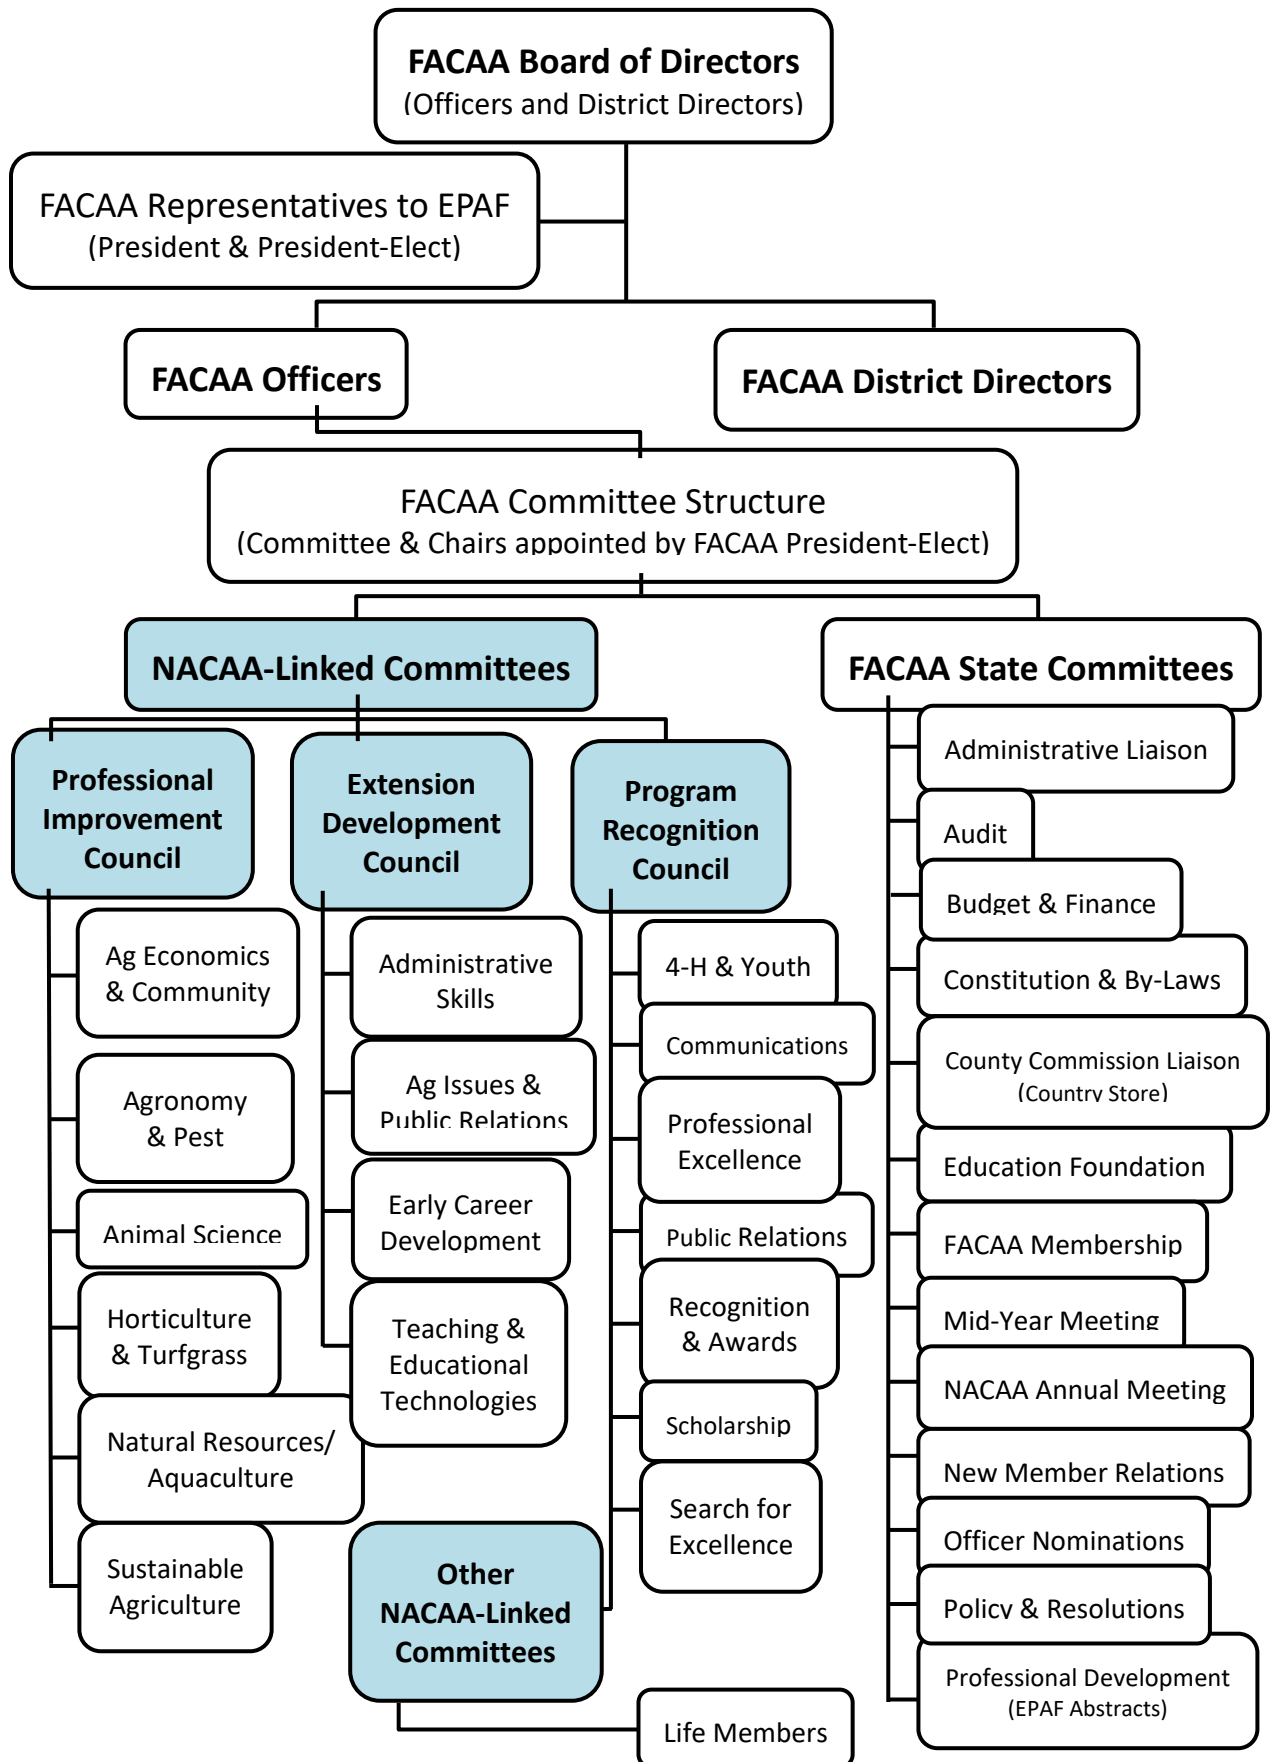 FACAA Board of Directors
(Officers and District Directors)
FACAA Representatives to EPAF
(President & President-Elect)
FACAA Officers
FACAA District Directors
FACAA Committee Structure
(Committee & Chairs appointed by FACAA President-Elect)
NACAA-Linked Committees
FACAA State Committees
Professional
Improvement
Council
Extension
Development
Council
Program
Recognition
Council
Ag Economics
& Community
Agronomy
& Pest
Animal Science
Horticulture
& Turfgrass
Natural Resources/
Aquaculture
Sustainable
Agriculture
Administrative
Skills
Ag Issues &
Public Relations
Early Career
Development
Teaching &
Educational
Technologies
4-H & Youth
Communications
Professional
Excellence
Public Relations
Recognition
& Awards
Scholarship
Search for
Excellence
Other
NACAA-Linked
Committees
Life Members
Administrative Liaison
Audit
Budget & Finance
Constitution & By-Laws
County Commission Liaison
(Country Store)
Education Foundation
FACAA Membership
Mid-Year Meeting
NACAA Annual Meeting
New Member Relations
Officer Nominations
Policy & Resolutions
Professional Development
(EPAF Abstracts)